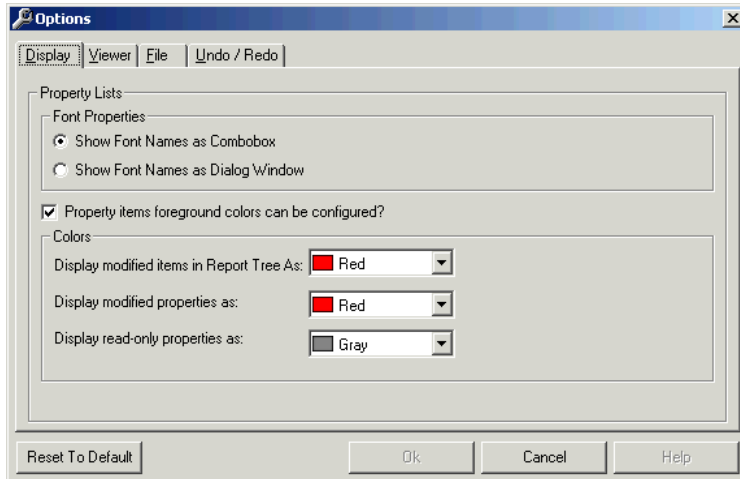 Options
Display Viewer File Undo / Redo
Property Lists
Font Properties
Show Font Names as Combobox
Show Font Names as Dialog Window
Property items foreground colors can be configured?
Colors
Display modified items in Report Tree As: Red
Display modified properties as: Red
Display read-only properties as: Gray
Reset To Default Ok Cancel Help